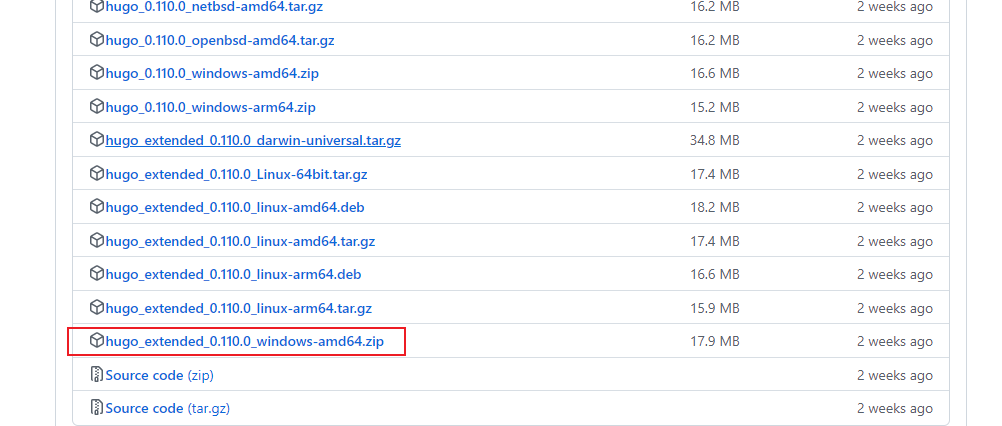 hugo_0.110.0_netbsd-amd64.tar.gz 16.2 MB 2 weeks ago
hugo_0.110.0_openbsd-amd64.tar.gz 16.2 MB 2 weeks ago
hugo_0.110.0_windows-amd64.zip 16.6 MB 2 weeks ago
hugo_0.110.0_windows-arm64.zip 15.2 MB 2 weeks ago
hugo_extended_0.110.0_darwin-universal.tar.gz 34.8 MB 2 weeks ago
hugo_extended_0.110.0_Linux-64bit.tar.gz 17.4 MB 2 weeks ago
hugo_extended_0.110.0_linux-amd64.deb 18.2 MB 2 weeks ago
hugo_extended_0.110.0_linux-amd64.tar.gz 17.4 MB 2 weeks ago
hugo_extended_0.110.0_linux-arm64.deb 16.6 MB 2 weeks ago
hugo_extended_0.110.0_linux-arm64.tar.gz 15.9 MB 2 weeks ago
hugo_extended_0.110.0_windows-amd64.zip 17.9 MB 2 weeks ago
Source code (zip) 2 weeks ago
Source code (tar.gz) 2 weeks ago